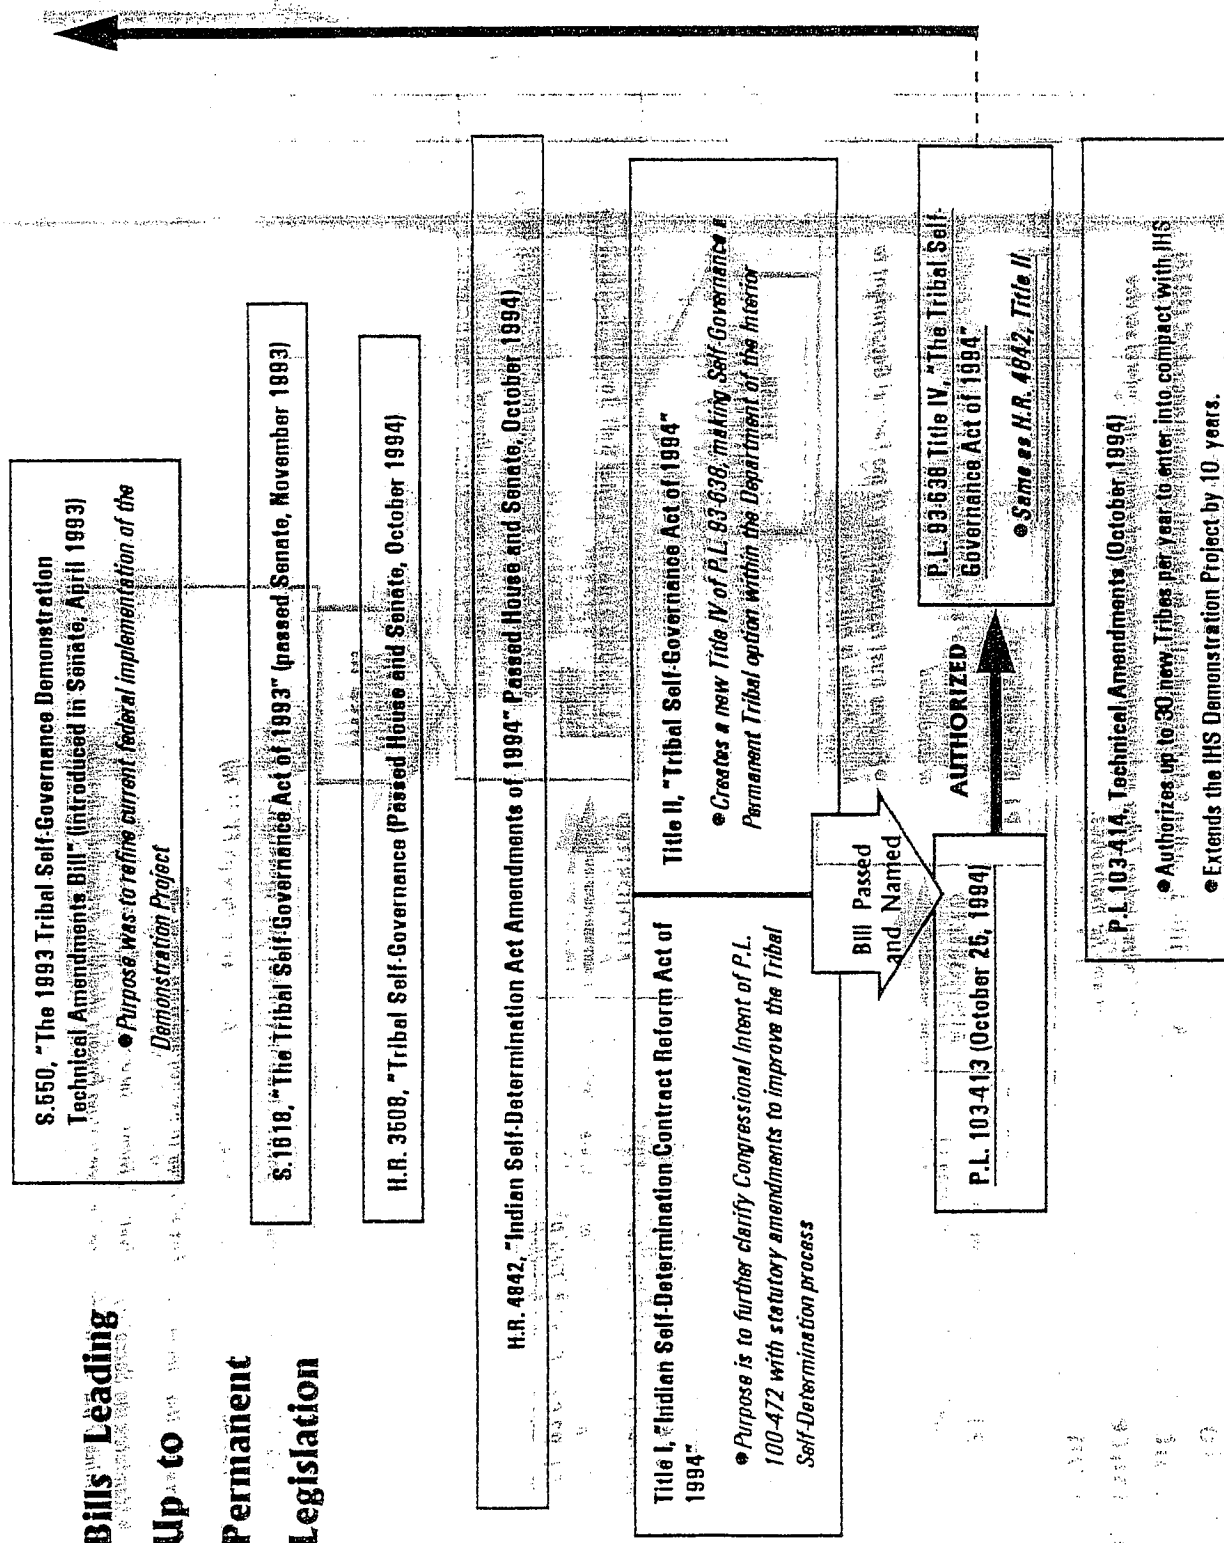 Bills Leading
Up to
Permanent
Legislation
S.550, "The 1993 Tribal Self-Governance Demonstration
Technical Amendments Bill" (introduced in Senate, April 1993)
● Purpose was to refine current federal implementation of the
Demonstration Project
S.1618, "The Tribal Self-Governance Act of 1993" (passed Senate, November 1993)
H.R. 3508, "Tribal Self-Governance (Passed House and Senate, October 1994)
H.R. 4842, "Indian Self-Determination Act Amendments of 1994" Passed House and Senate, October 1994)
Title I, "Indian Self-Determination Contract Reform Act of
1994"
● Purpose is to further clarify Congressional Intent of P.L.
100-472 with statutory amendments to improve the Tribal
Self-Determination process
Title II, "Tribal Self-Governance Act of 1994"
● Creates a new Title IV of P.L. 93-638, making Self-Governance a
Permanent Tribal option within the Department of the Interior
Bill Passed
and Named
P.L. 103-413 (October 25, 1994)
AUTHORIZED
P.L. 93-638 Title IV, "The Tribal Self-
Governance Act of 1994"
● Same as H.R. 4842, Title II
P.L. 103-414, Technical Amendments (October 1994)
● Authorizes up to 30 new Tribes per year to enter into compact with IHS
● Extends the IHS Demonstration Project by 10 years.